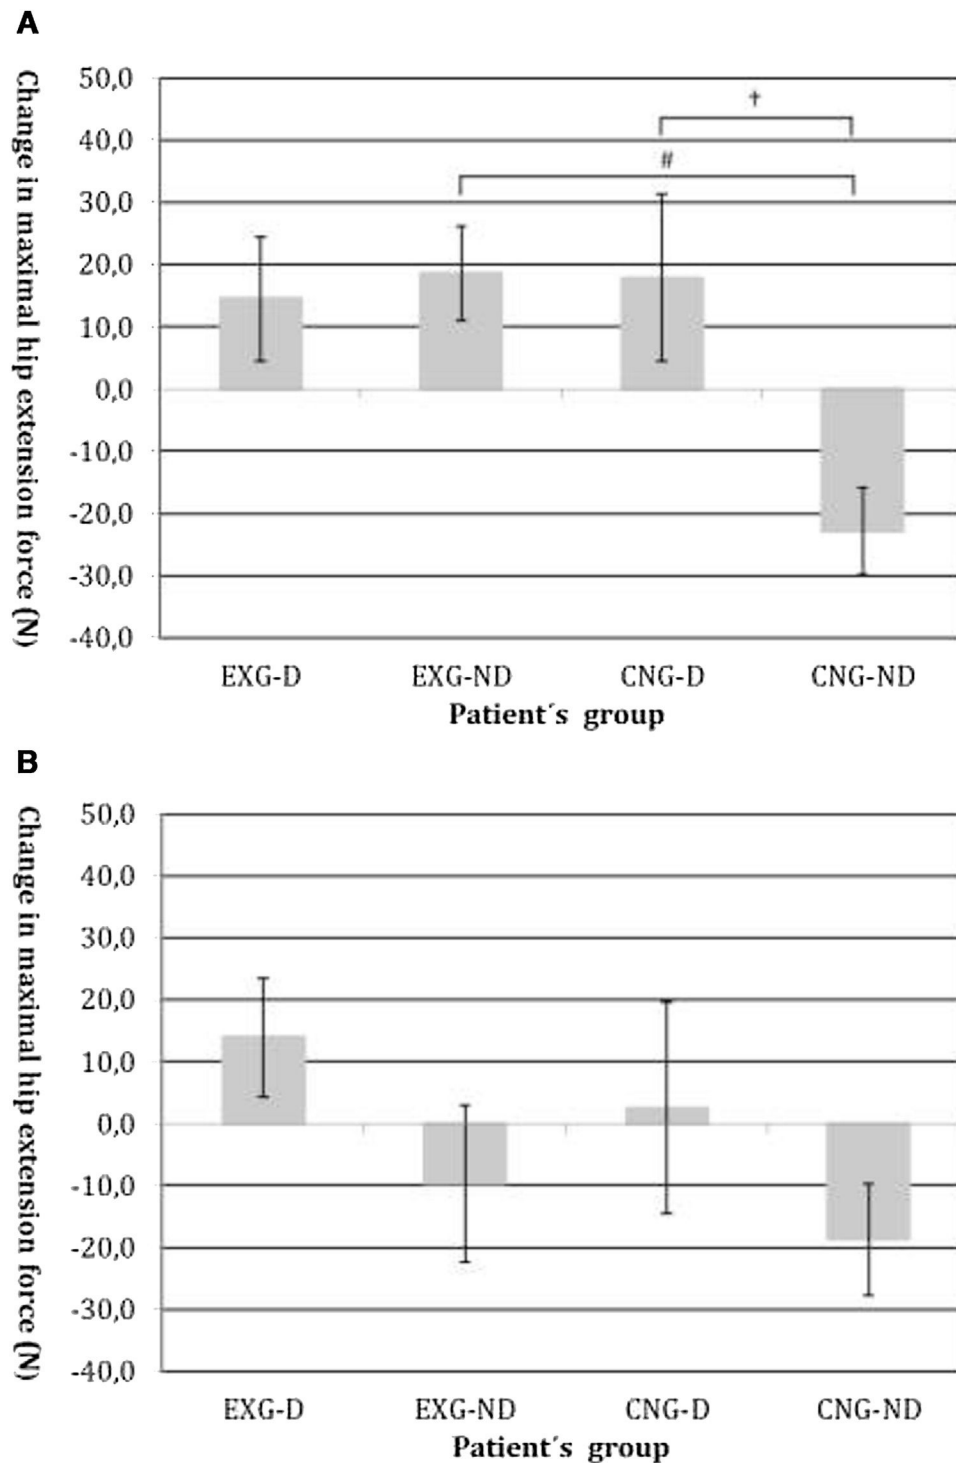 A
Change in maximal hip extension force (N)
50,0
40,0
30,0
20,0
10,0
0,0
-10,0
-20,0
-30,0
-40,0
†
#
EXG-D EXG-ND CNG-D CNG-ND
Patient´s group
B
Change in maximal hip extension force (N)
50,0
40,0
30,0
20,0
10,0
0,0
-10,0
-20,0
-30,0
-40,0
EXG-D EXG-ND CNG-D CNG-ND
Patient´s group